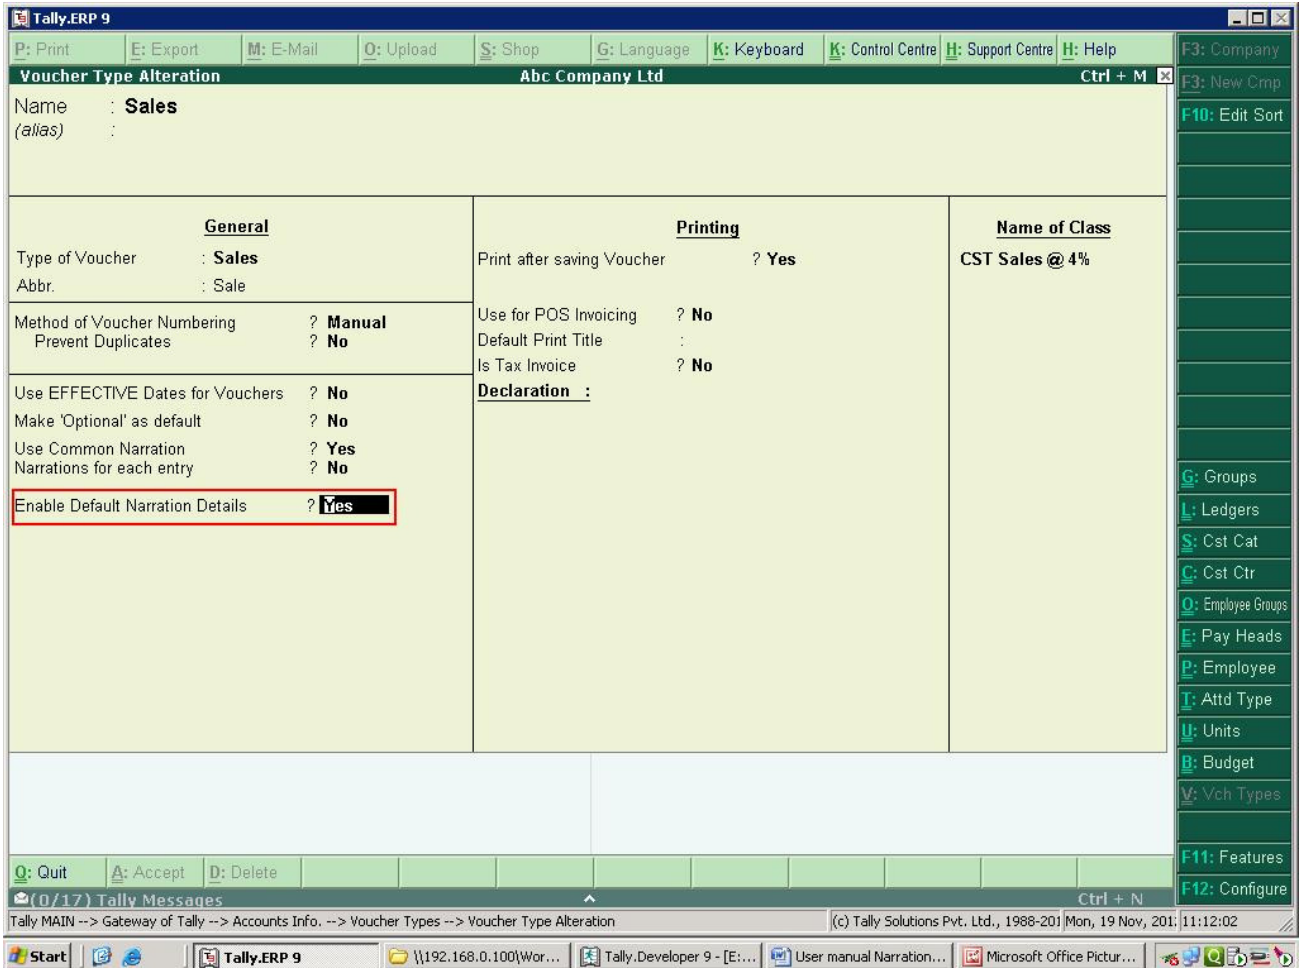 Tally.ERP 9
P: Print E: Export M: E-Mail O: Upload S: Shop G: Language K: Keyboard K: Control Centre H: Support Centre H: Help
F3: Company
Voucher Type Alteration Abc Company Ltd Ctrl + M
F3: New Cmp
Name : Sales
F10: Edit Sort
(alias) :
General Printing Name of Class
Type of Voucher : Sales Print after saving Voucher ? Yes CST Sales @ 4%
Abbr. : Sale
Method of Voucher Numbering ? Manual Use for POS Invoicing ? No
Prevent Duplicates ? No Default Print Title :
Is Tax Invoice ? No
Use EFFECTIVE Dates for Vouchers ? No Declaration :
Make 'Optional' as default ? No
Use Common Narration ? Yes
Narrations for each entry ? No
G: Groups
Enable Default Narration Details ? Yes
L: Ledgers
S: Cst Cat
C: Cst Ctr
O: Employee Groups
E: Pay Heads
P: Employee
T: Attd Type
U: Units
B: Budget
V: Vch Types
F11: Features
Q: Quit A: Accept D: Delete
F12: Configure
(0/17) Tally Messages Ctrl + N
Tally MAIN --> Gateway of Tally --> Accounts Info. --> Voucher Types --> Voucher Type Alteration (c) Tally Solutions Pvt. Ltd., 1988-201 Mon, 19 Nov, 201 11:12:02
Start Tally.ERP 9 \\192.168.0.100\Wor... Tally.Developer 9 - [E:... User manual Narration... Microsoft Office Pictur...